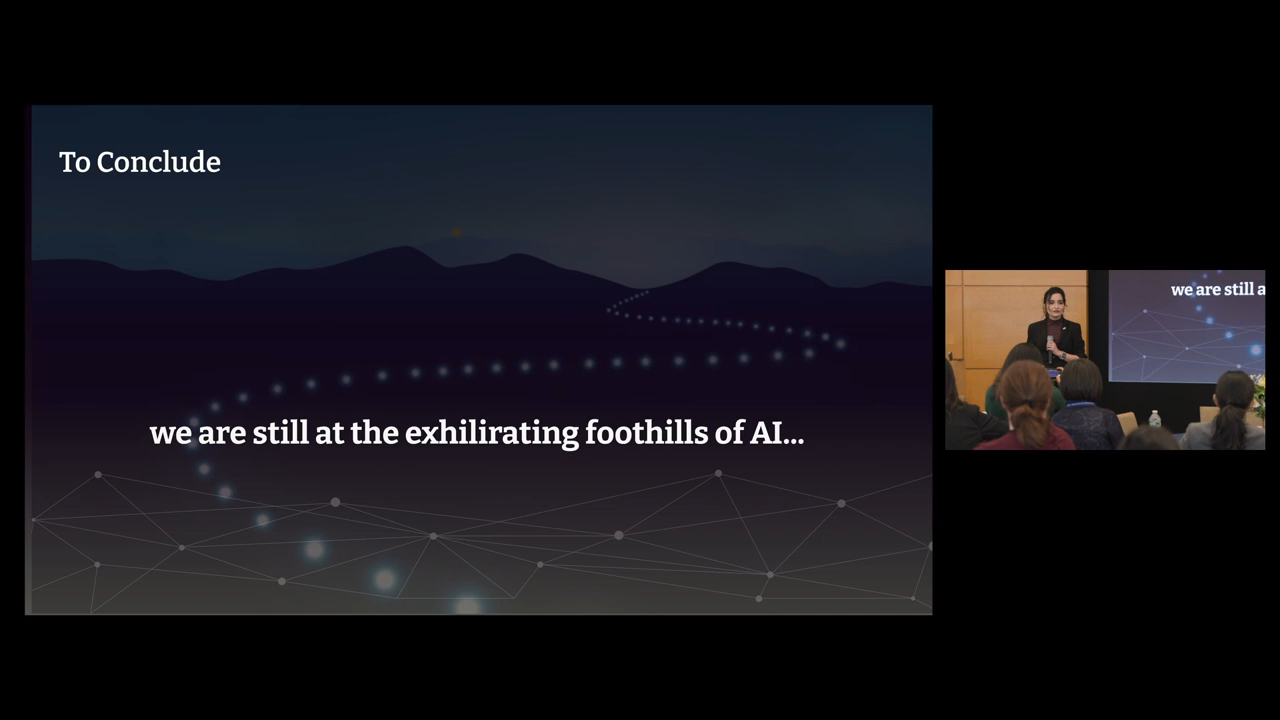 To Conclude
we are still at the exhilirating foothills of AI...
we are still a